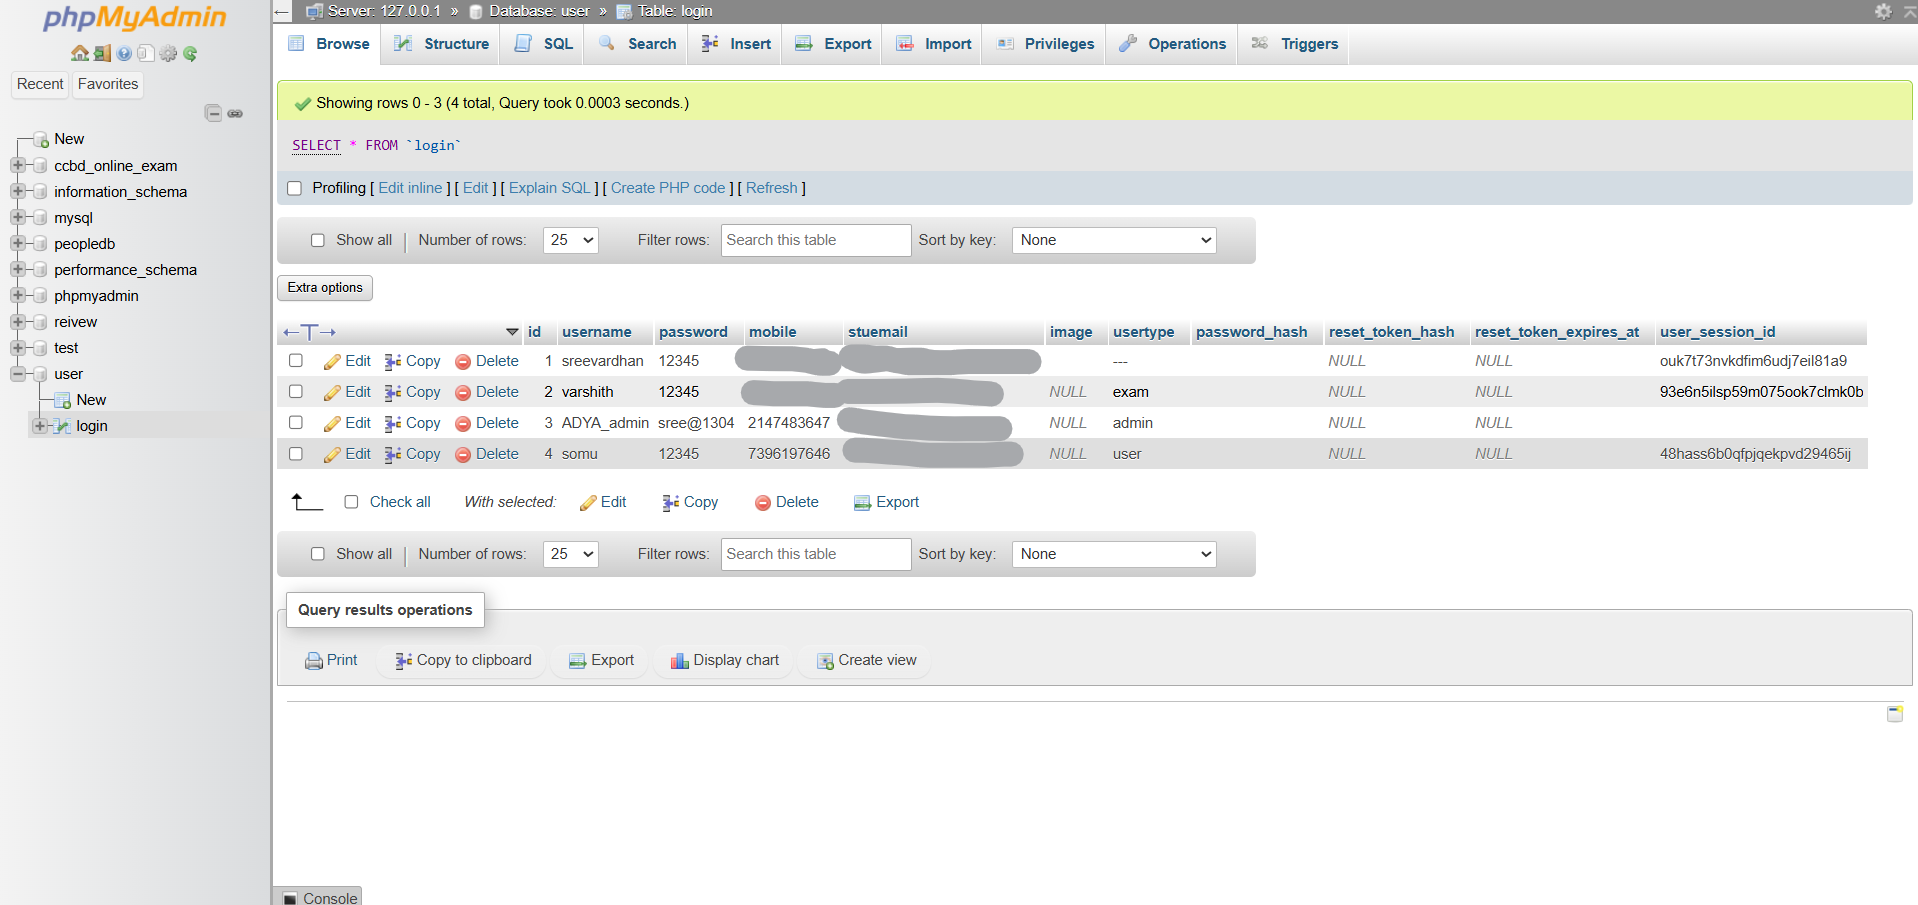 phpMyAdmin
Recent Favorites
New
ccbd_online_exam
information_schema
mysql
peopledb
performance_schema
phpmyadmin
reivew
test
user
New
login
Server: 127.0.0.1 » Database: user » Table: login
Browse Structure SQL Search Insert Export Import Privileges Operations Triggers
Showing rows 0 - 3 (4 total, Query took 0.0003 seconds.)
SELECT * FROM `login`
Profiling [ Edit inline ] [ Edit ] [ Explain SQL ] [ Create PHP code ] [ Refresh ]
Show all | Number of rows: 25 Filter rows: Search this table Sort by key: None
Extra options
←T→ id username password mobile stuemail image usertype password_hash reset_token_hash reset_token_expires_at user_session_id
Edit Copy Delete 1 sreevardhan 12345 --- NULL NULL ouk7t73nvkdfim6udj7eil81a9
Edit Copy Delete 2 varshith 12345 NULL exam NULL NULL 93e6n5ilsp59m075ook7clmk0b
Edit Copy Delete 3 ADYA_admin sree@1304 2147483647 NULL admin NULL NULL
Edit Copy Delete 4 somu 12345 7396197646 NULL user NULL NULL 48hass6b0qfpjqekpvd29465ij
Check all With selected: Edit Copy Delete Export
Show all | Number of rows: 25 Filter rows: Search this table Sort by key: None
Query results operations
Print Copy to clipboard Export Display chart Create view
Console